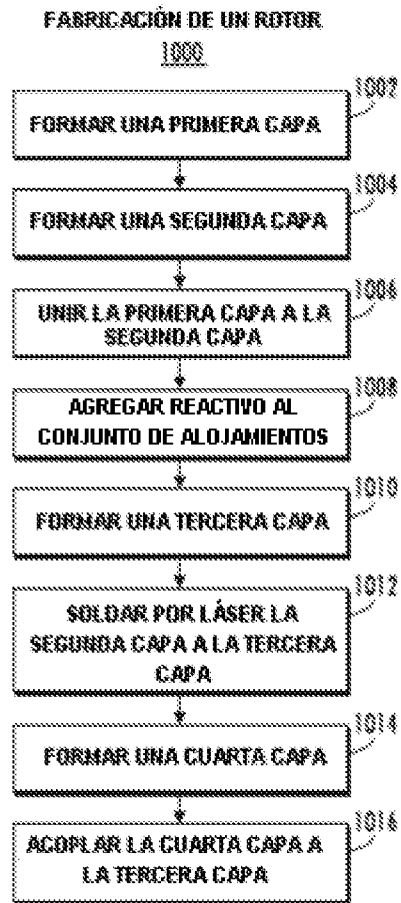 FABRICACIÓN DE UN ROTOR
1000
1002
FORMAR UNA PRIMERA CAPA
1004
FORMAR UNA SEGUNDA CAPA
1006
UNIR LA PRIMERA CAPA A LA
SEGUNDA CAPA
1008
AGREGAR REACTIVO AL
CONJUNTO DE ALOJAMIENTOS
1010
FORMAR UNA TERCERA CAPA
1012
SOLDAR POR LÁSER LA
SEGUNDA CAPA A LA TERCERA
CAPA
1014
FORMAR UNA CUARTA CAPA
1016
ACOPLAR LA CUARTA CAPA A
LA TERCERA CAPA